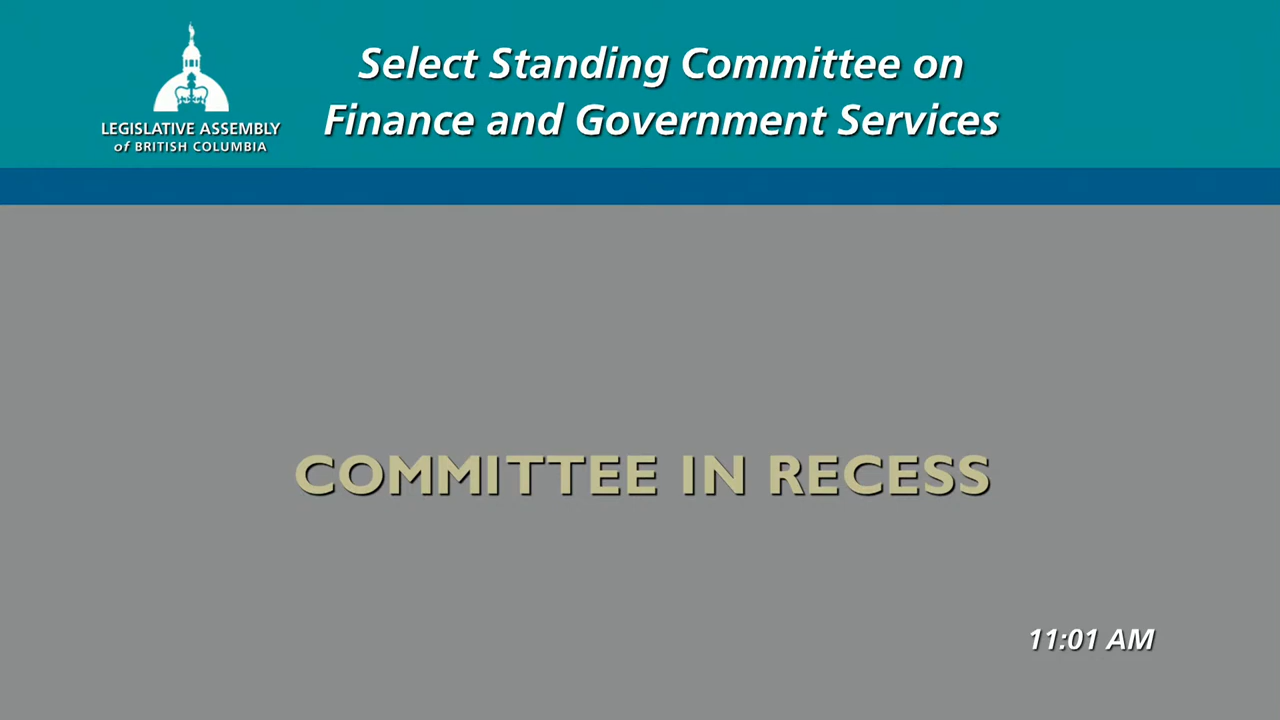 Select Standing Committee on
Finance and Government Services
LEGISLATIVE ASSEMBLY
of BRITISH COLUMBIA
COMMITTEE IN RECESS
11:01 AM